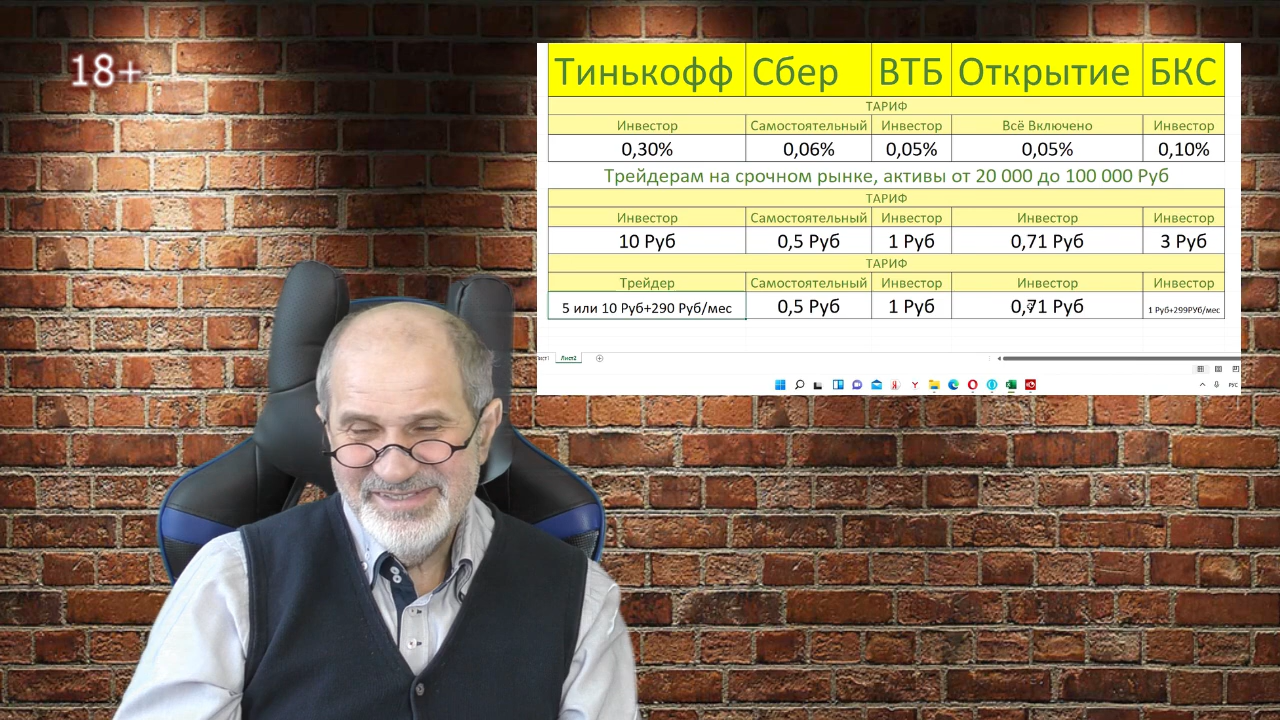 18+
Тинькофф Сбер ВТБ Открытие БКС
ТАРИФ
Инвестор Самостоятельный Инвестор Всё Включено Инвестор
0,30% 0,06% 0,05% 0,05% 0,10%
Трейдерам на срочном рынке, активы от 20 000 до 100 000 Руб
ТАРИФ
Инвестор Самостоятельный Инвестор Инвестор Инвестор
10 Руб 0,5 Руб 1 Руб 0,71 Руб 3 Руб
ТАРИФ
Трейдер Самостоятельный Инвестор Инвестор Инвестор
5 или 10 Руб+290 Руб/мес 0,5 Руб 1 Руб 0,71 Руб 1 Руб+299РУб/мес
Лист2
РУС